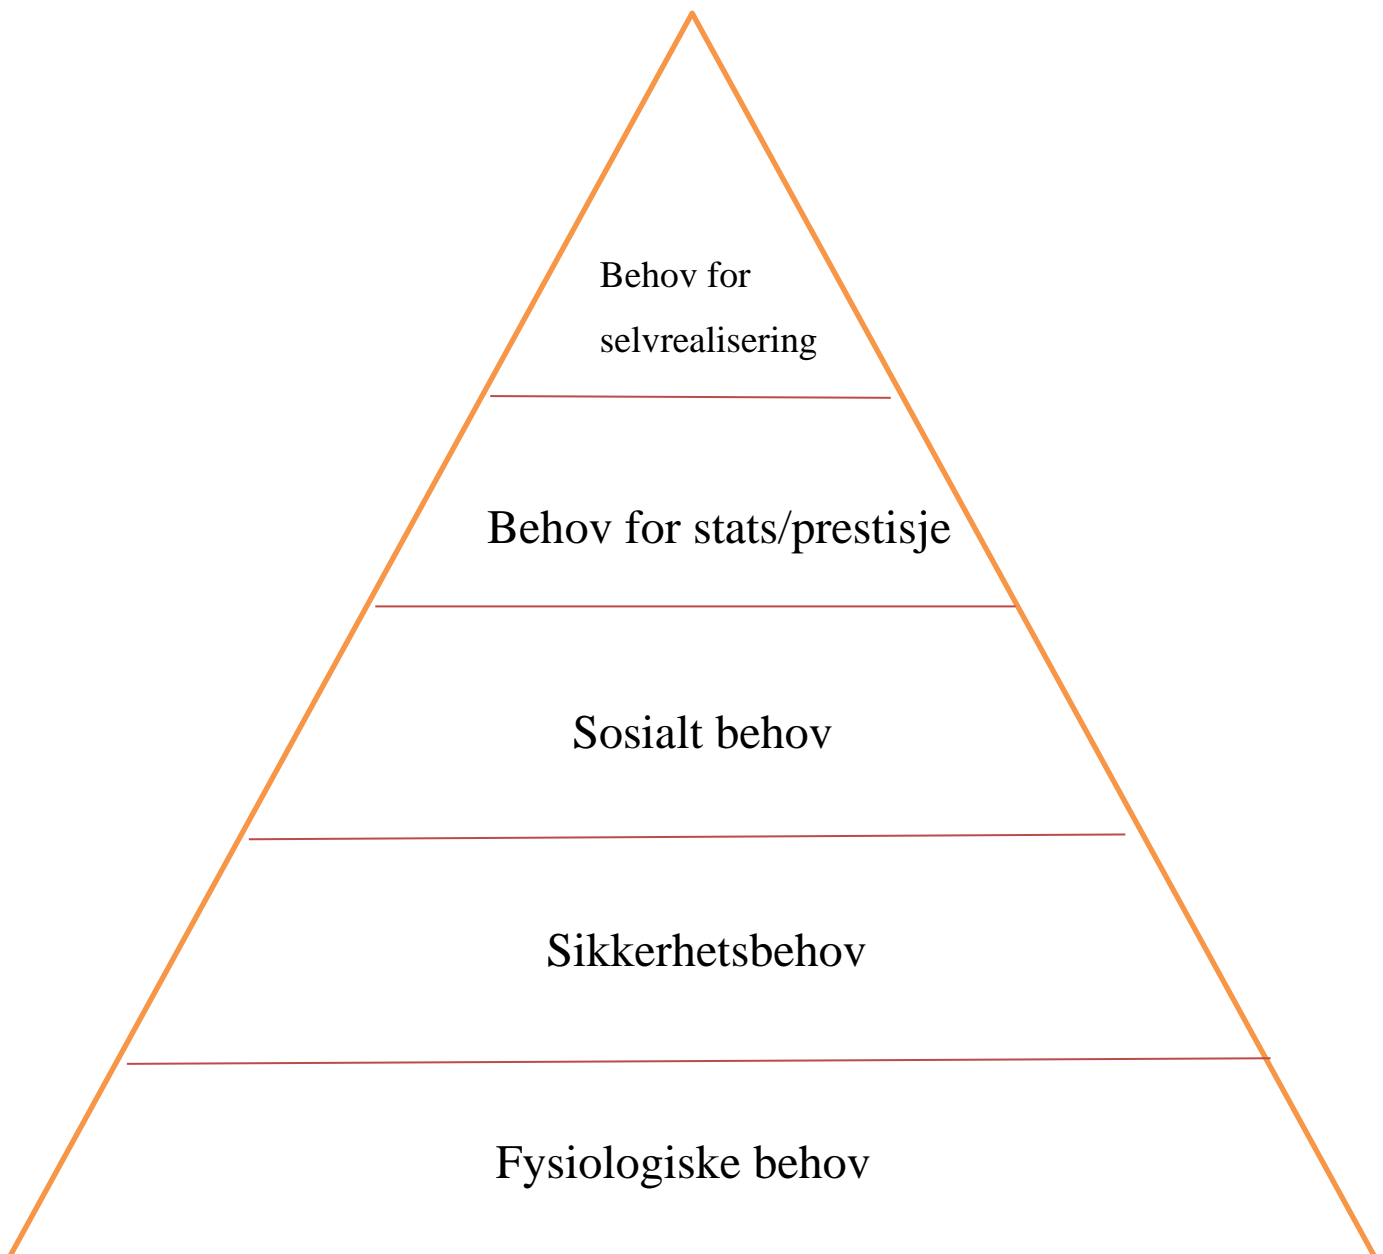 Behov for
selvrealisering
Behov for stats/prestisje
Sosialt behov
Sikkerhetsbehov
Fysiologiske behov